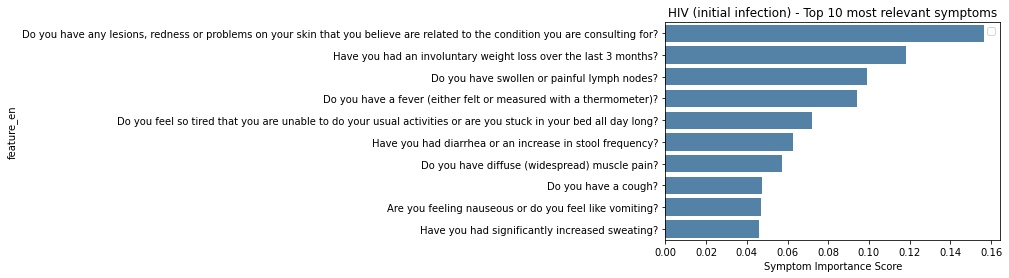 HIV (initial infection) - Top 10 most relevant symptoms
Do you have any lesions, redness or problems on your skin that you believe are related to the condition you are consulting for?
Have you had an involuntary weight loss over the last 3 months?
Do you have swollen or painful lymph nodes?
Do you have a fever (either felt or measured with a thermometer)?
Do you feel so tired that you are unable to do your usual activities or are you stuck in your bed all day long?
Have you had diarrhea or an increase in stool frequency?
Do you have diffuse (widespread) muscle pain?
Do you have a cough?
Are you feeling nauseous or do you feel like vomiting?
Have you had significantly increased sweating?
feature_en
0.00 0.02 0.04 0.06 0.08 0.10 0.12 0.14 0.16
Symptom Importance Score